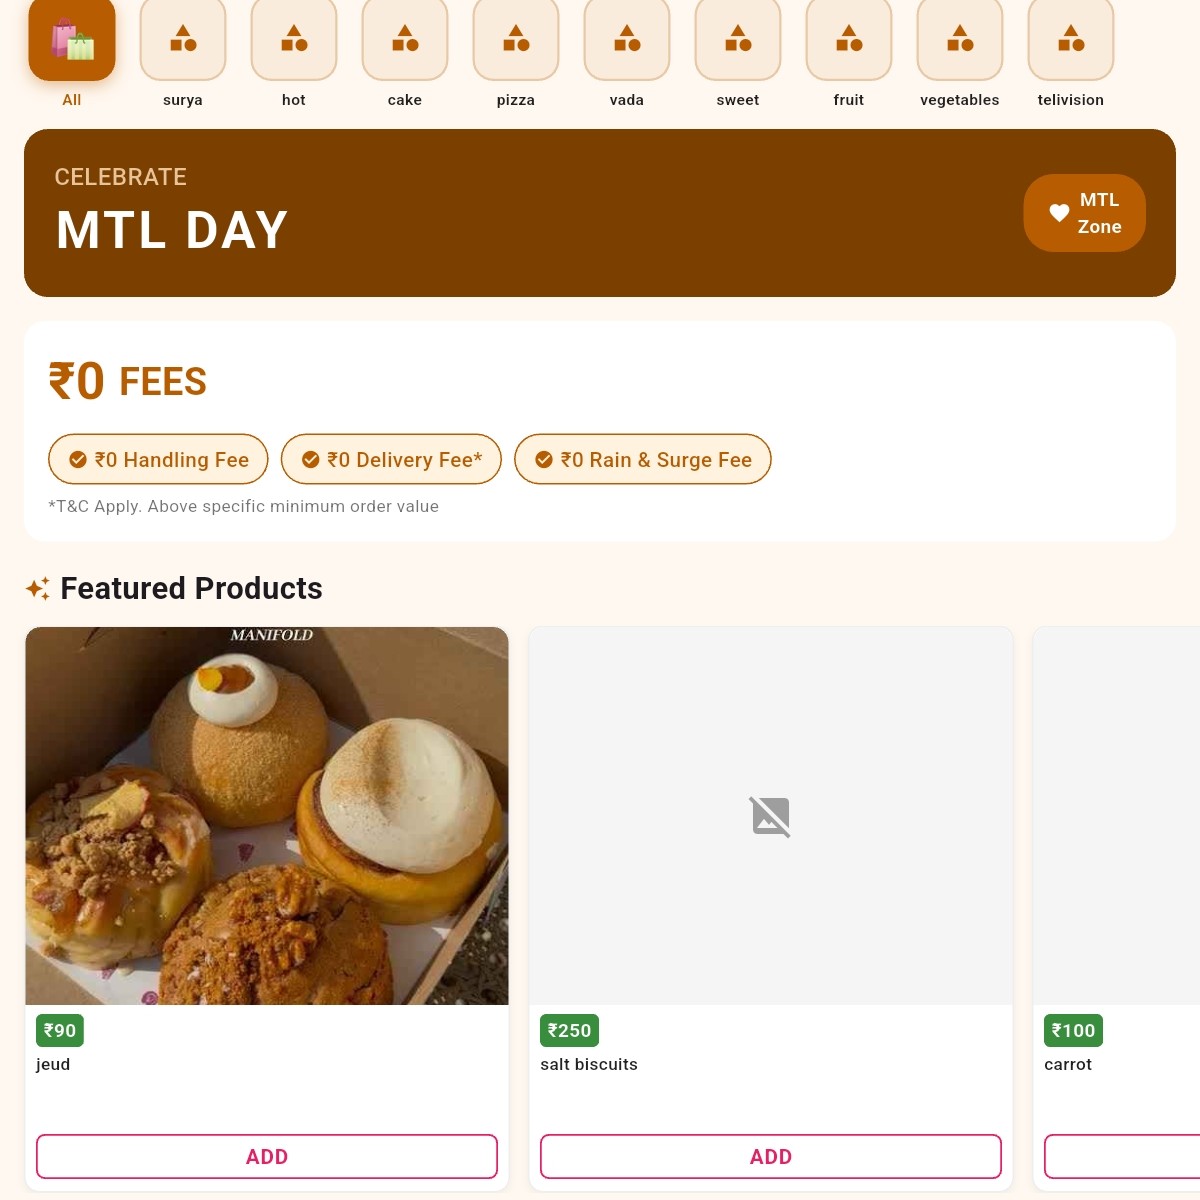 All
surya
hot
cake
pizza
vada
sweet
fruit
vegetables
telivision
CELEBRATE
MTL DAY
MTL
Zone
₹0 FEES
₹0 Handling Fee
₹0 Delivery Fee*
₹0 Rain & Surge Fee
*T&C Apply. Above specific minimum order value
Featured Products
MANIFOLD
₹90
jeud
ADD
₹250
salt biscuits
ADD
₹100
carrot